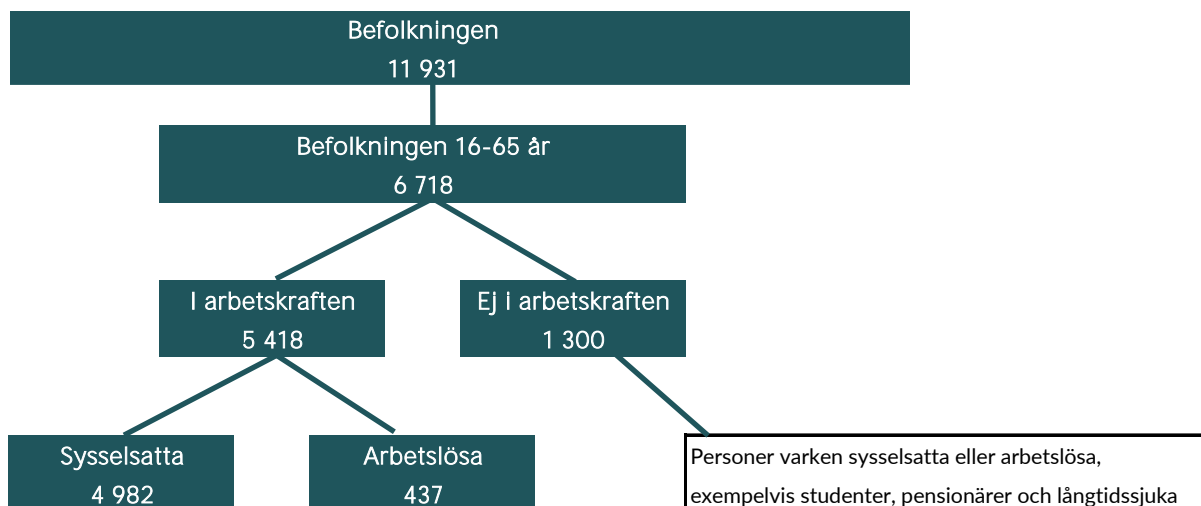 Befolkningen
11 931
Befolkningen 16-65 år
6 718
I arbetskraften
5 418
Ej i arbetskraften
1 300
Sysselsatta
4 982
Arbetslösa
437
Personer varken sysselsatta eller arbetslösa,
exempelvis studenter, pensionärer och långtidssjuka